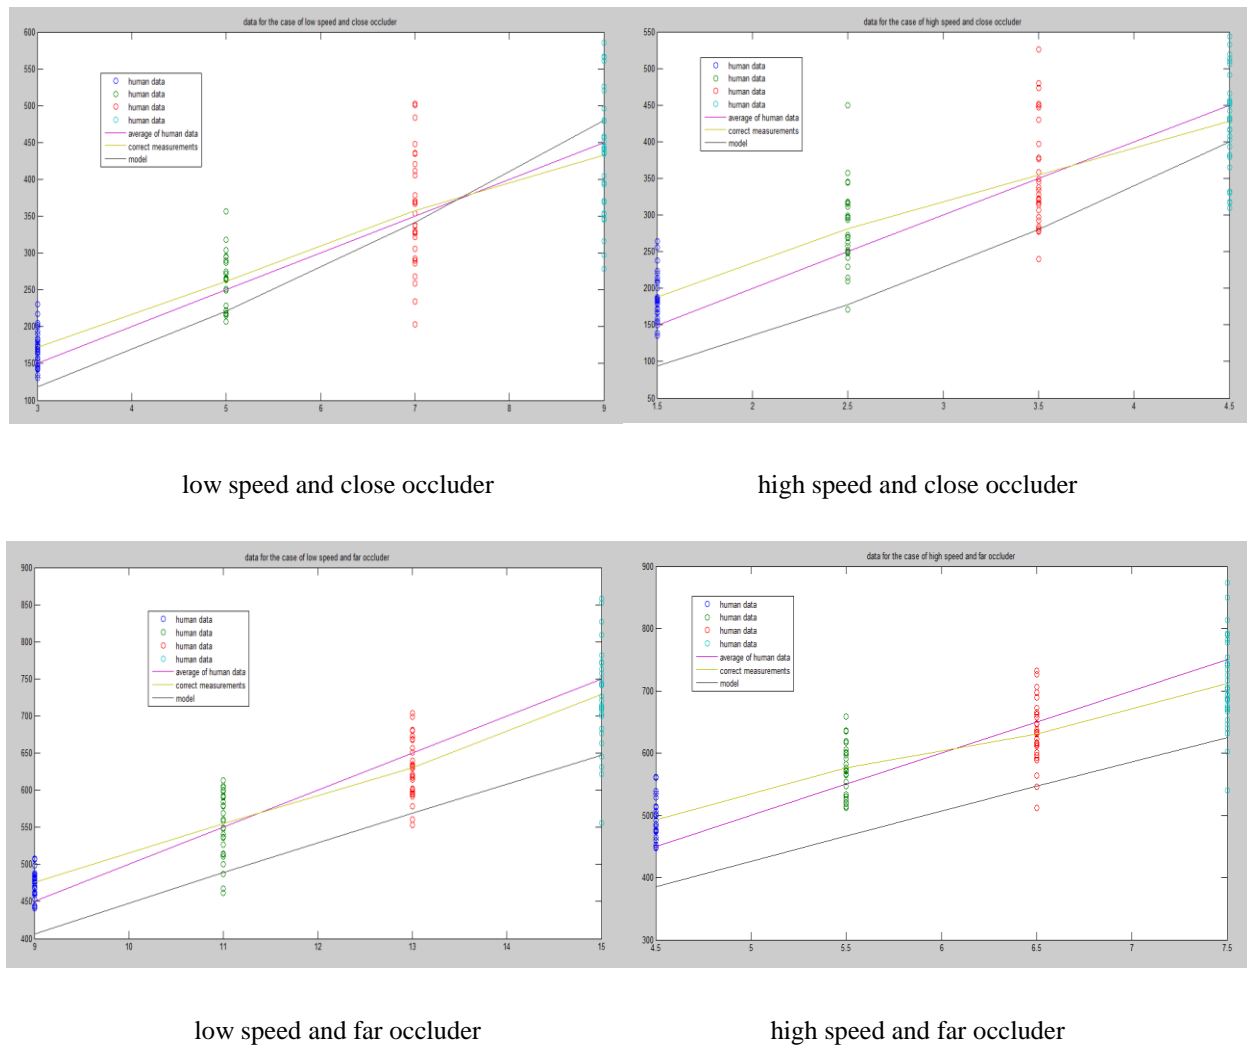 data for the case of low speed and close occluder
600
550
500
450
400
350
300
250
200
150
100
3
4
5
6
7
8
9
human data
human data
human data
human data
average of human data
correct measurements
model
data for the case of high speed and close occluder
550
500
450
400
350
300
250
200
150
100
50
1.5
2
2.5
3
3.5
4
4.5
human data
human data
human data
human data
average of human data
correct measurements
model
low speed and close occluder
high speed and close occluder
data for the case of low speed and far occluder
900
850
800
750
700
650
600
550
500
450
400
9
10
11
12
13
14
15
human data
human data
human data
human data
average of human data
correct measurements
model
data for the case of high speed and far occluder
900
800
700
600
500
400
300
4.5
5
5.5
6
6.5
7
7.5
human data
human data
human data
human data
average of human data
correct measurements
model
low speed and far occluder
high speed and far occluder